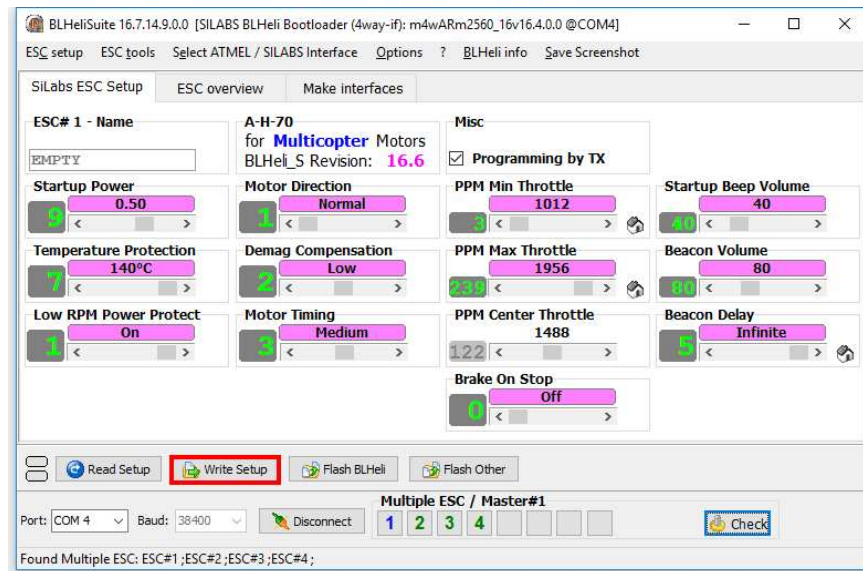 BLHeliSuite 16.7.14.9.0.0 [SILABS BLHeli Bootloader (4way-if): m4wARm2560_16v16.4.0.0 @COM4]
ESC setup ESC tools Select ATMEL / SILABS Interface Options ? BLHeli info Save Screenshot
SiLabs ESC Setup ESC overview Make interfaces
ESC# 1 - Name
EMPTY
A-H-70
for Multicopter Motors
BLHeli_S Revision: 16.6
Misc
Programming by TX
Startup Power
0.50
9
Motor Direction
Normal
1
PPM Min Throttle
1012
3
Startup Beep Volume
40
40
Temperature Protection
140°C
7
Demag Compensation
Low
2
PPM Max Throttle
1956
239
Beacon Volume
80
80
Low RPM Power Protect
On
1
Motor Timing
Medium
3
PPM Center Throttle
1488
122
Beacon Delay
Infinite
5
Brake On Stop
Off
0
Read Setup Write Setup Flash BLHeli Flash Other
Multiple ESC / Master#1
Port: COM 4 Baud: 38400 Disconnect 1 2 3 4 Check
Found Multiple ESC: ESC#1;ESC#2;ESC#3;ESC#4;